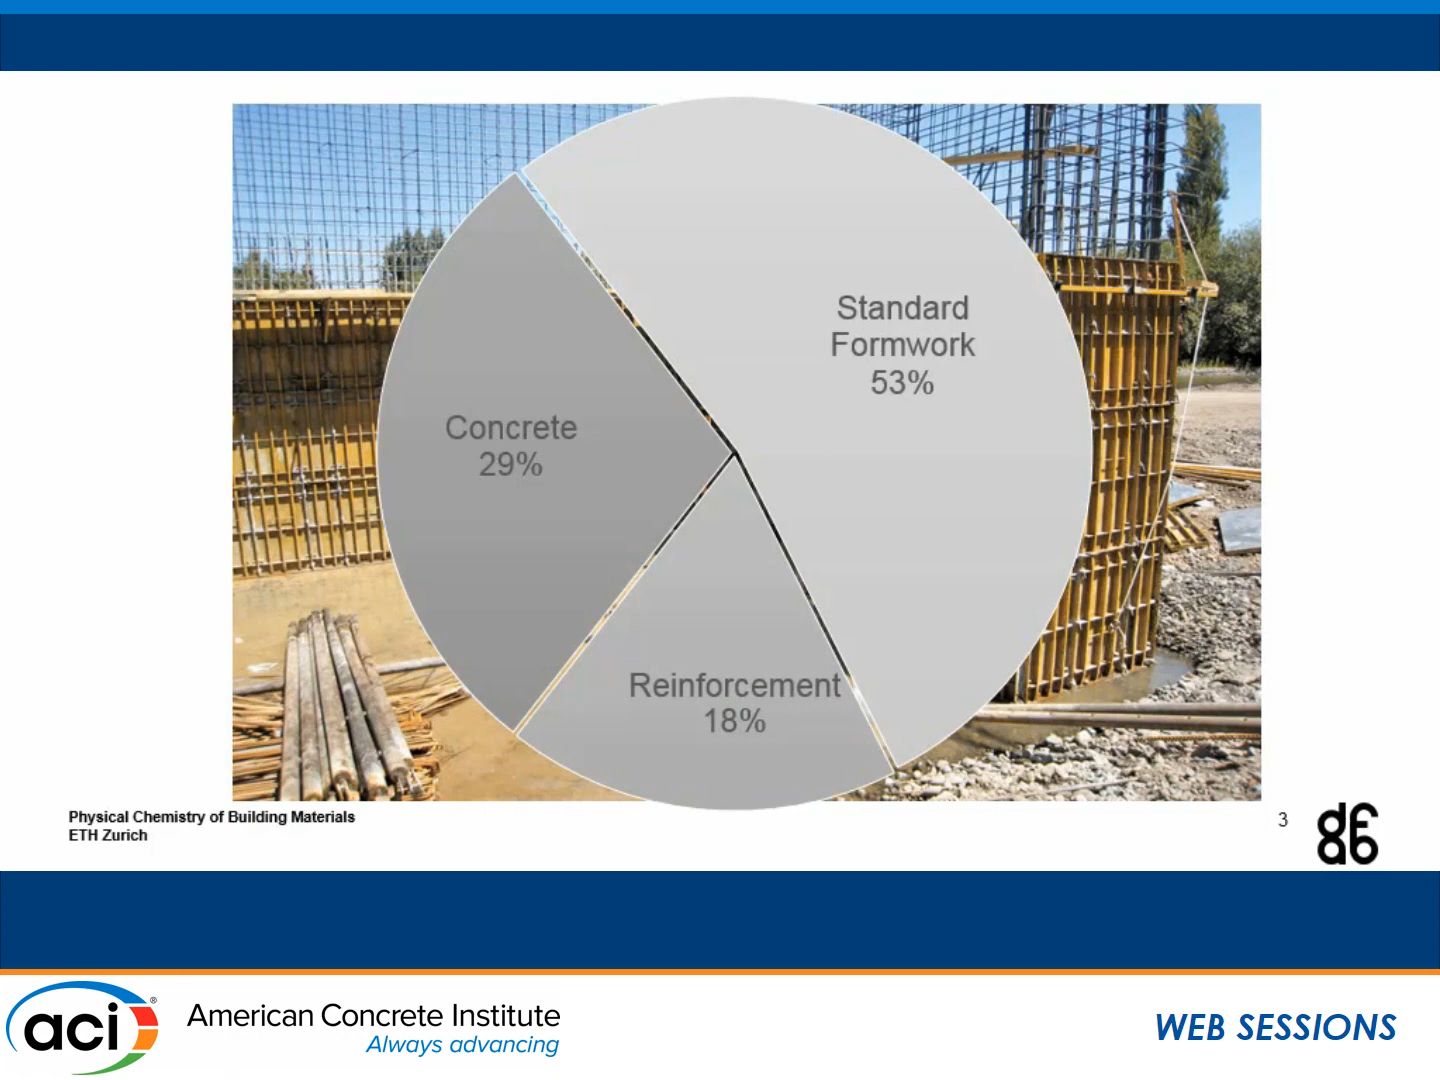 Standard
Formwork
53%
Concrete
29%
Reinforcement
18%
Physical Chemistry of Building Materials
ETH Zurich
3
aci®
American Concrete Institute
Always advancing
WEB SESSIONS